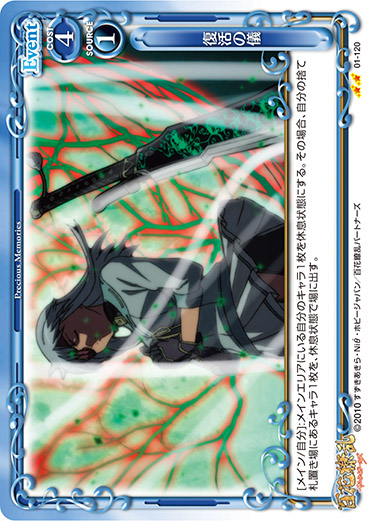 Event
COST
4
SOURCE
1
復活の儀
Precious Memories
[メイン/自分]:メインエリアにいる自分のキャラ1枚を休息状態にする。その場合、自分の捨て
札置き場にあるキャラ1枚を、休息状態で場に出す。
©2010 すずきあきら・Niθ・ホビージャパン/百花繚乱パートナーズ
01-120